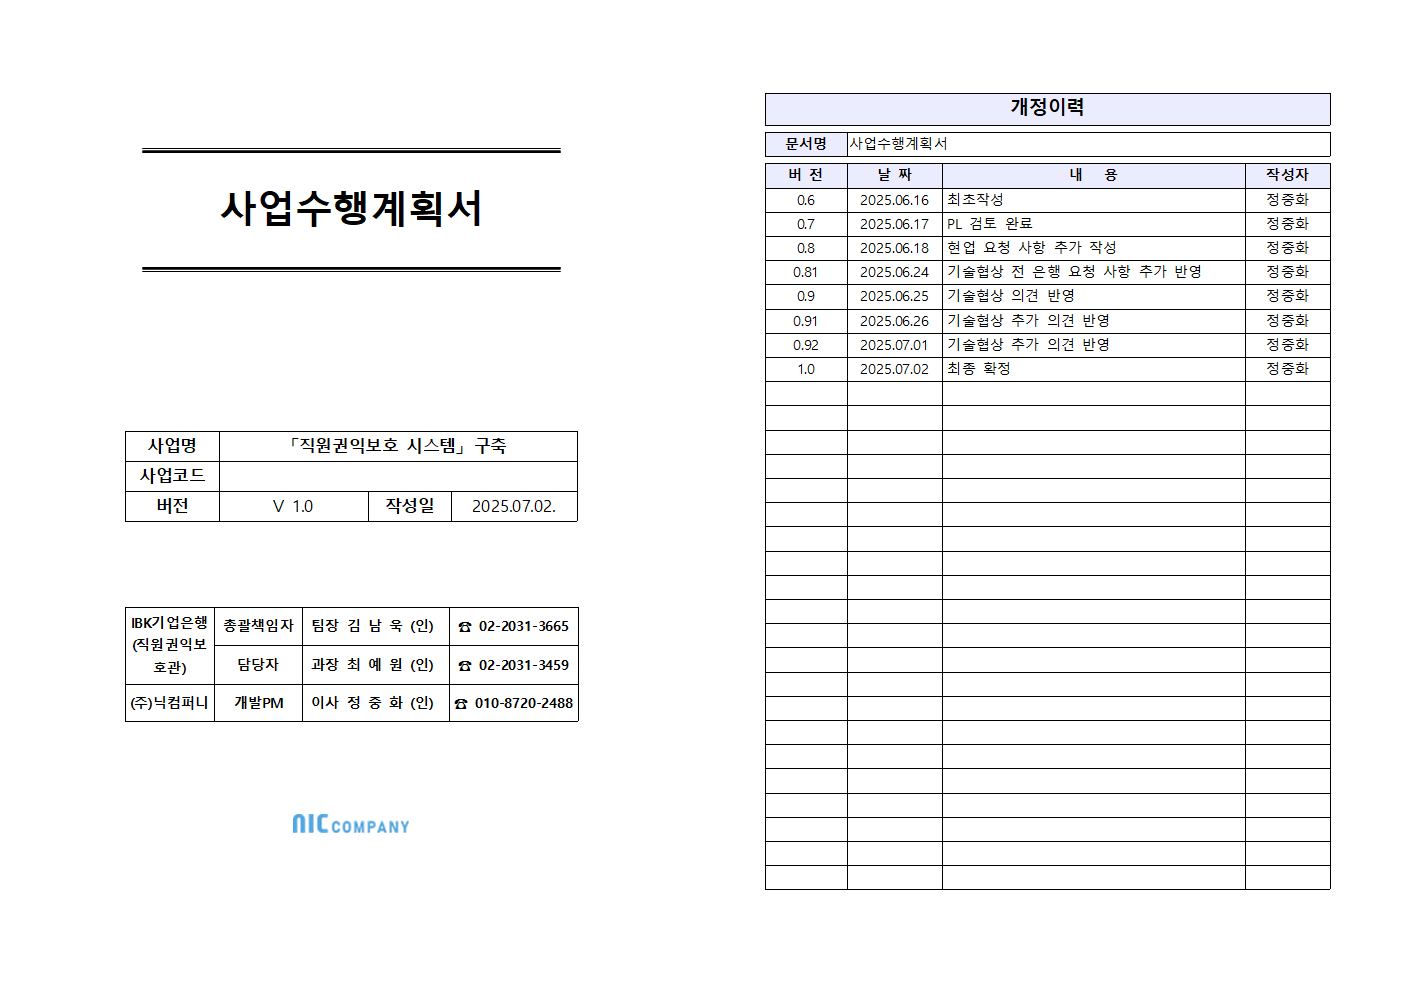 사업수행계획서
사업명 「직원권익보호 시스템」구축
사업코드
버전 V 1.0 작성일 2025.07.02.
IBK기업은행
(직원권익보
호관)
총괄책임자 팀장 김 남 욱 (인) ☎ 02-2031-3665
담당자 과장 최 예 원 (인) ☎ 02-2031-3459
(주)닉컴퍼니 개발PM 이사 정 중 화 (인) ☎ 010-8720-2488
NIC COMPANY
개정이력
문서명 사업수행계획서
버 전 날 짜 내 용 작성자
0.6 2025.06.16 최초작성 정중화
0.7 2025.06.17 PL 검토 완료 정중화
0.8 2025.06.18 현업 요청 사항 추가 작성 정중화
0.81 2025.06.24 기술협상 전 은행 요청 사항 추가 반영 정중화
0.9 2025.06.25 기술협상 의견 반영 정중화
0.91 2025.06.26 기술협상 추가 의견 반영 정중화
0.92 2025.07.01 기술협상 추가 의견 반영 정중화
1.0 2025.07.02 최종 확정 정중화